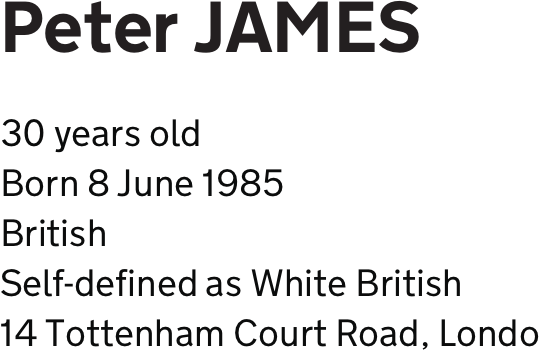 Peter JAMES
30 years old
Born 8 June 1985
British
Self-defined as White British
14 Tottenham Court Road, Londo